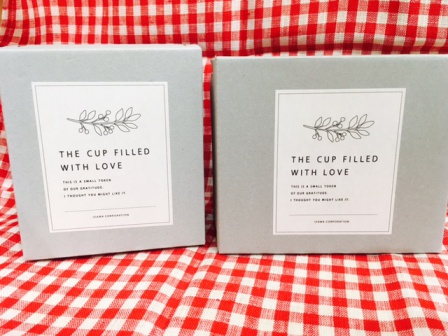 THE CUP FILLED
WITH LOVE
THIS IS A SMALL TOKEN
OF OUR GRATITUDE.
I THOUGHT YOU MIGHT LIKE IT.
THE CUP FILLED
WITH LOVE
THIS IS A SMALL TOKEN
OF OUR GRATITUDE.
I THOUGHT YOU MIGHT LIKE IT.